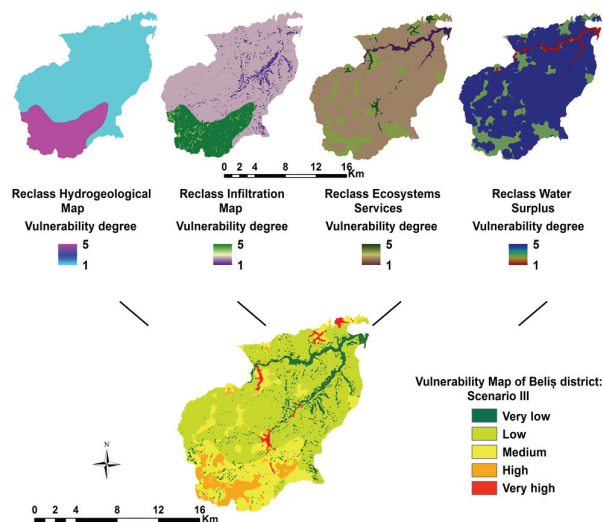 0 2 4 8 12 16
Km
Reclass Hydrogeological
Map
Vulnerability degree
5
1
Reclass Infiltration
Map
Vulnerability degree
5
1
Reclass Ecosystems
Services
Vulnerability degree
5
1
Reclass Water
Surplus
Vulnerability degree
5
1
Vulnerability Map of Beliș district:
Scenario III
Very low
Low
Medium
High
Very high
N
0 2 4 8 12 16
Km